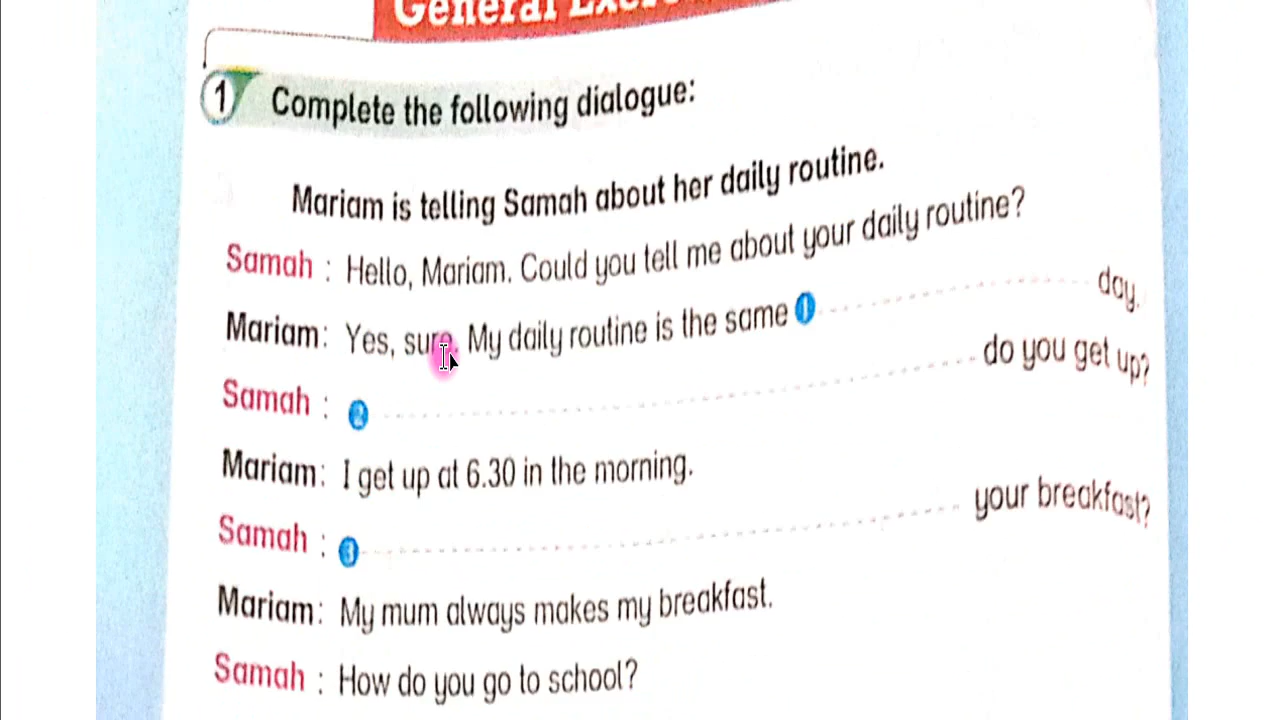 General
1 Complete the following dialogue:
Mariam is telling Samah about her daily routine.
Samah : Hello, Mariam. Could you tell me about your daily routine?
Mariam: Yes, sure. My daily routine is the same 1 ........................ day.
Samah : 2 ........................ do you get up?
Mariam: I get up at 6.30 in the morning.
Samah : 3 ........................ your breakfast?
Mariam: My mum always makes my breakfast.
Samah : How do you go to school?